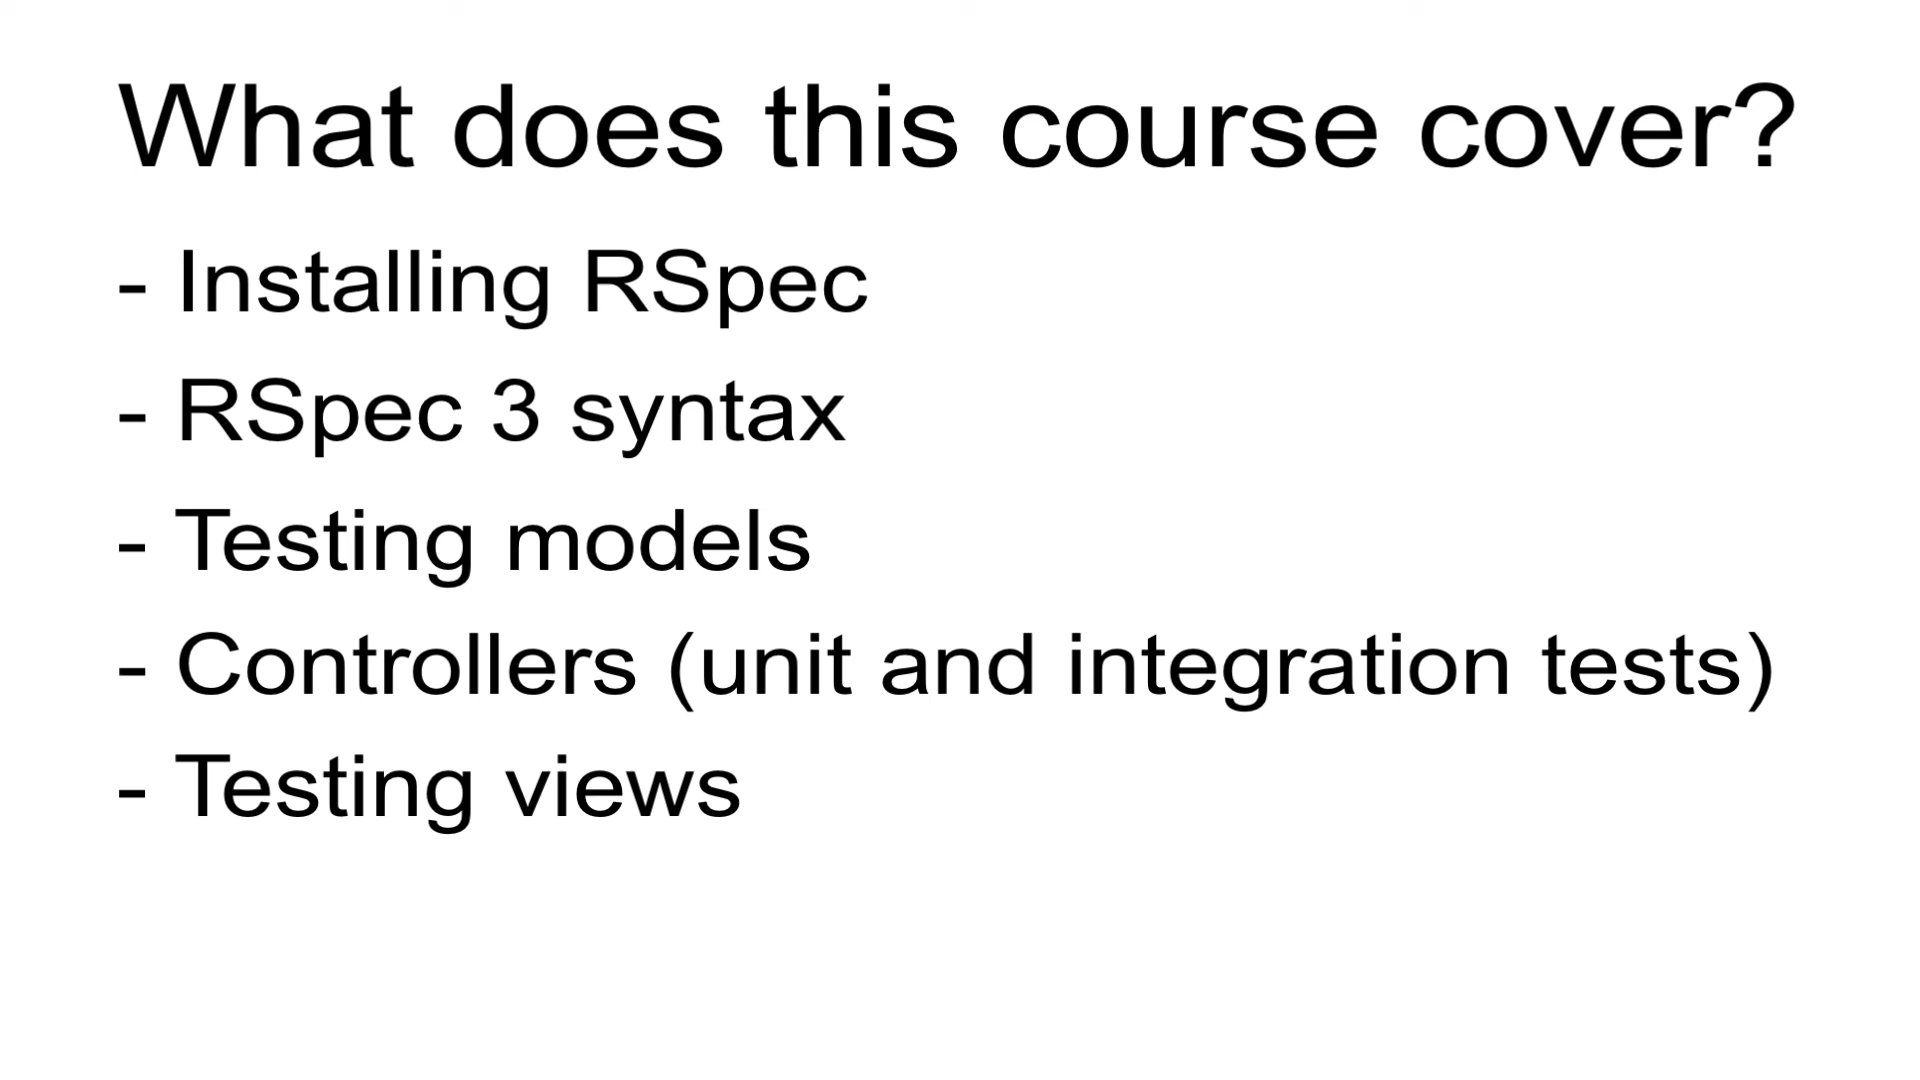 What does this course cover?
- Installing RSpec
- RSpec 3 syntax
- Testing models
- Controllers (unit and integration tests)
- Testing views